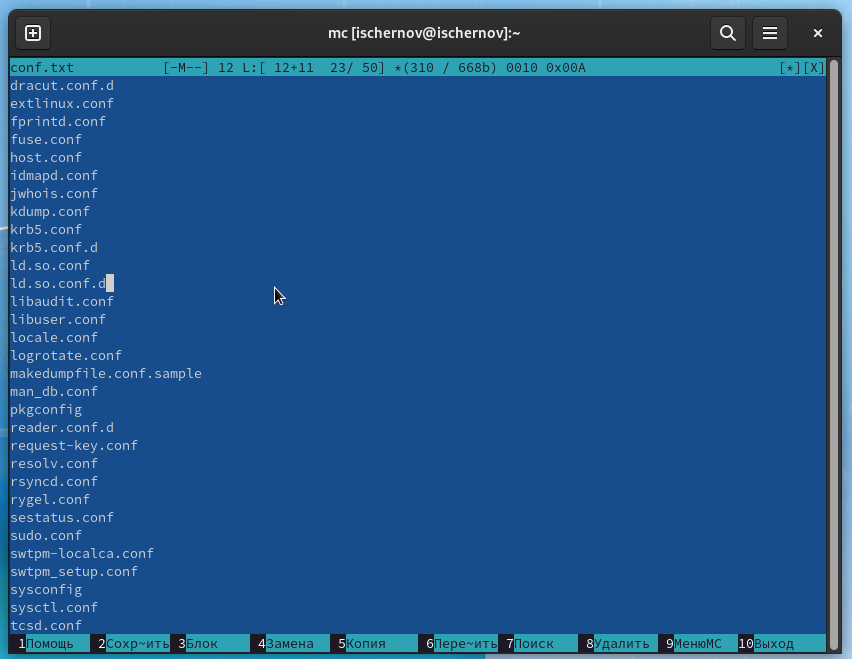 mc [ischernov@ischernov]:~
conf.txt [-M--] 12 L:[ 12+11 23/ 50] *(310 / 668b) 0010 0x00A [*][X]
dracut.conf.d
extlinux.conf
fprintd.conf
fuse.conf
host.conf
idmapd.conf
jwhois.conf
kdump.conf
krb5.conf
krb5.conf.d
ld.so.conf
ld.so.conf.d
libaudit.conf
libuser.conf
locale.conf
logrotate.conf
makedumpfile.conf.sample
man_db.conf
pkgconfig
reader.conf.d
request-key.conf
resolv.conf
rsyncd.conf
rygel.conf
sestatus.conf
sudo.conf
swtpm-localca.conf
swtpm_setup.conf
sysconfig
sysctl.conf
tcsd.conf
1Помощь 2Сохр~ить 3Блок 4Замена 5Копия 6Пере~ить 7Поиск 8Удалить 9МенюМС 10Выход